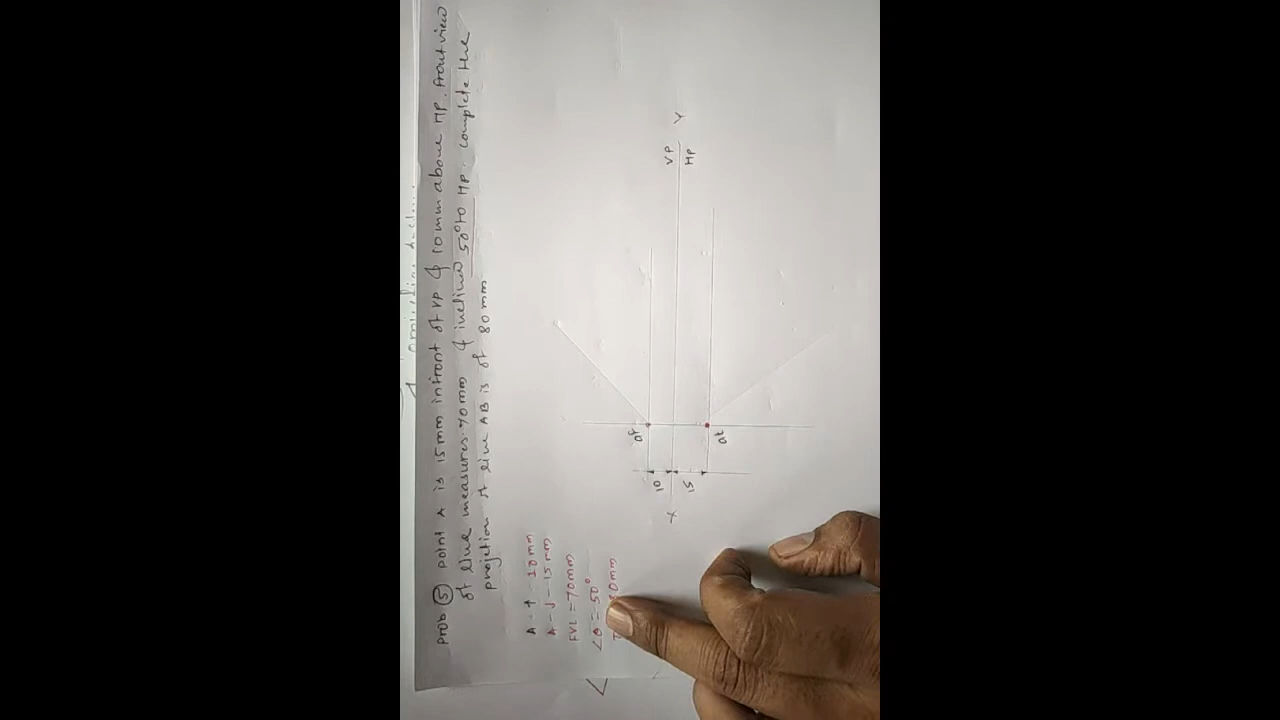 Prob ⑤ point A is 15mm infront of VP & 10mm above HP. Front view
of line measures 70mm & inclined 50° to HP. complete the
projection of line AB is of 80mm
A - ↑ - 10mm
A - ↓ - 15mm
FVL = 70mm
∠θ = 50°
0mm
X
Y
VP
HP
10
15